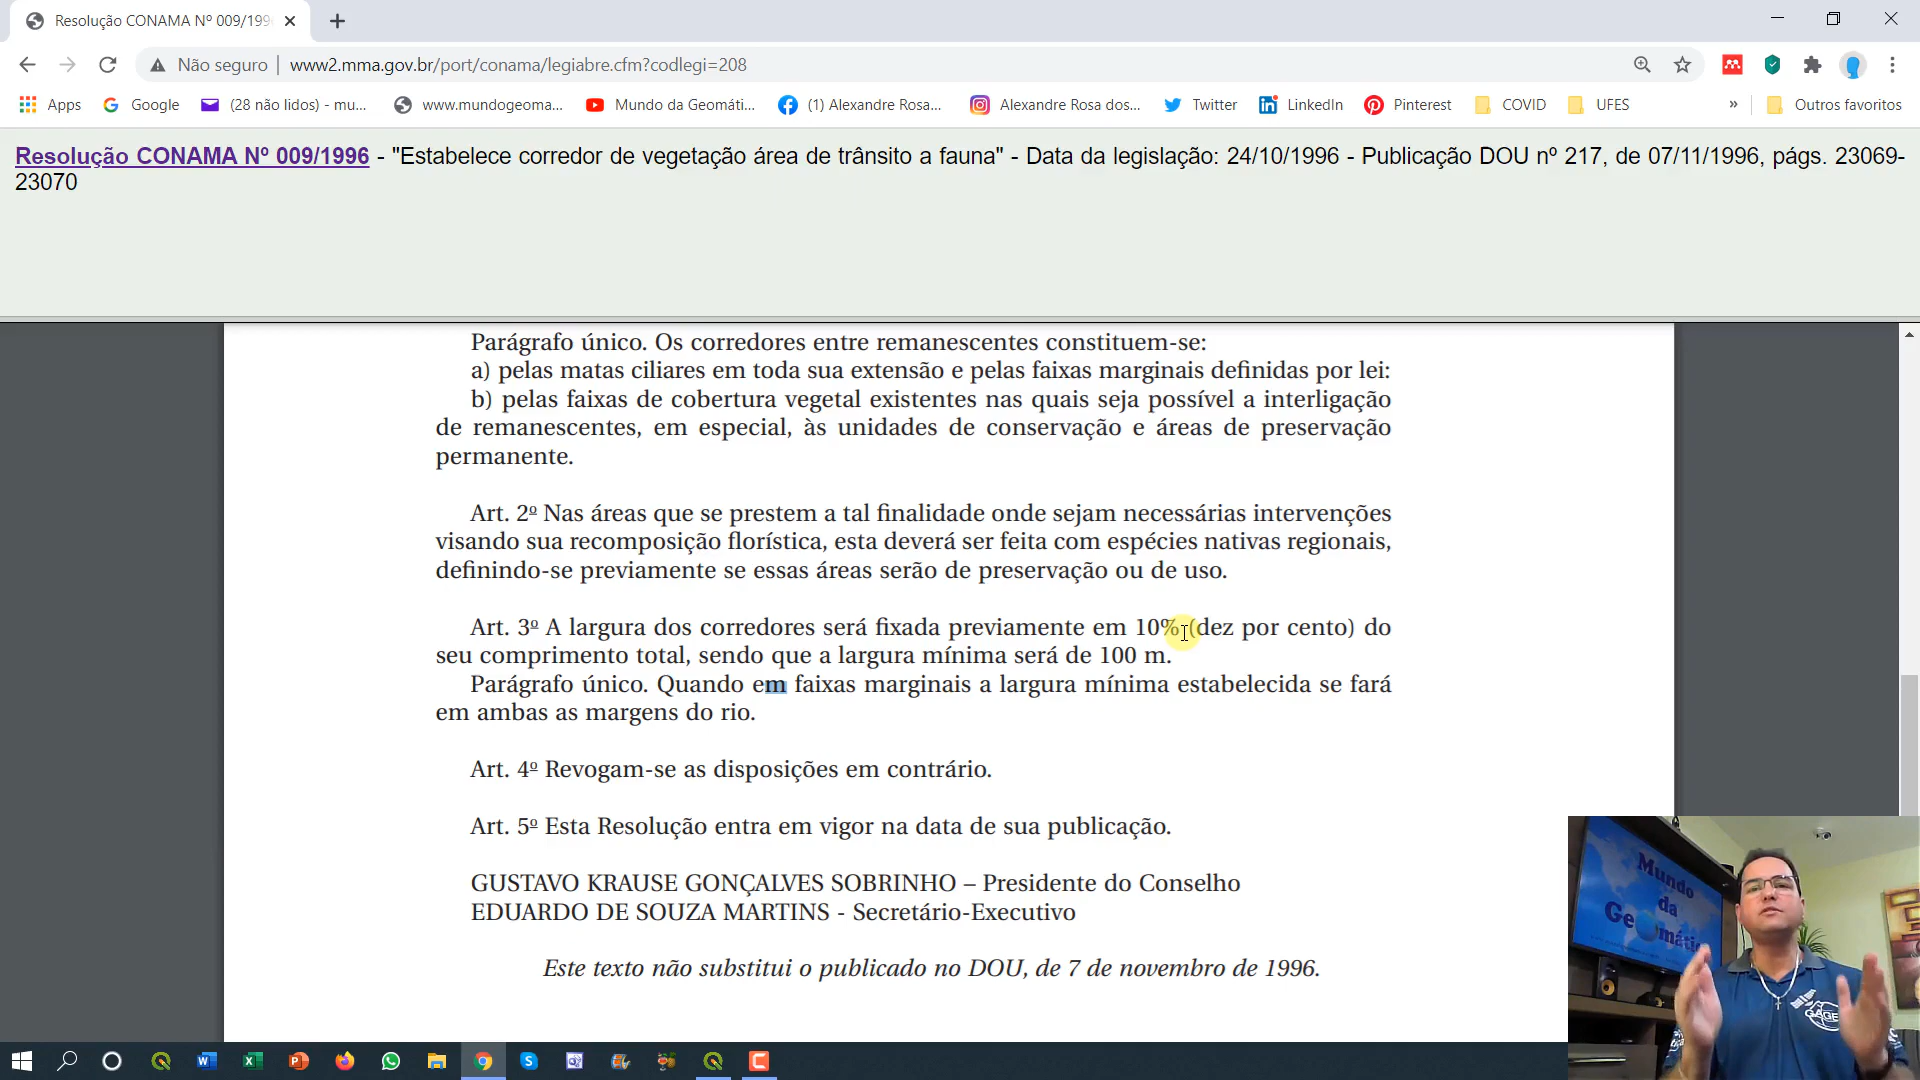 Resolução CONAMA Nº 009/199
Não seguro
www2.mma.gov.br/port/conama/legiabre.cfm?codlegi=208
Apps
Google
(28 não lidos) - mu...
www.mundogeoma...
Mundo da Geomáti...
(1) Alexandre Rosa...
Alexandre Rosa dos...
Twitter
LinkedIn
Pinterest
COVID
UFES
»
Outros favoritos
Resolução CONAMA Nº 009/1996 - "Estabelece corredor de vegetação área de trânsito a fauna" - Data da legislação: 24/10/1996 - Publicação DOU nº 217, de 07/11/1996, págs. 23069-
23070
Parágrafo único. Os corredores entre remanescentes constituem-se:
a) pelas matas ciliares em toda sua extensão e pelas faixas marginais definidas por lei:
b) pelas faixas de cobertura vegetal existentes nas quais seja possível a interligação
de remanescentes, em especial, às unidades de conservação e áreas de preservação
permanente.
Art. 2º Nas áreas que se prestem a tal finalidade onde sejam necessárias intervenções
visando sua recomposição florística, esta deverá ser feita com espécies nativas regionais,
definindo-se previamente se essas áreas serão de preservação ou de uso.
Art. 3º A largura dos corredores será fixada previamente em 10% (dez por cento) do
seu comprimento total, sendo que a largura mínima será de 100 m.
Parágrafo único. Quando em faixas marginais a largura mínima estabelecida se fará
em ambas as margens do rio.
Art. 4º Revogam-se as disposições em contrário.
Art. 5º Esta Resolução entra em vigor na data de sua publicação.
GUSTAVO KRAUSE GONÇALVES SOBRINHO – Presidente do Conselho
EDUARDO DE SOUZA MARTINS - Secretário-Executivo
Este texto não substitui o publicado no DOU, de 7 de novembro de 1996.
Mundo
da
Geomátic